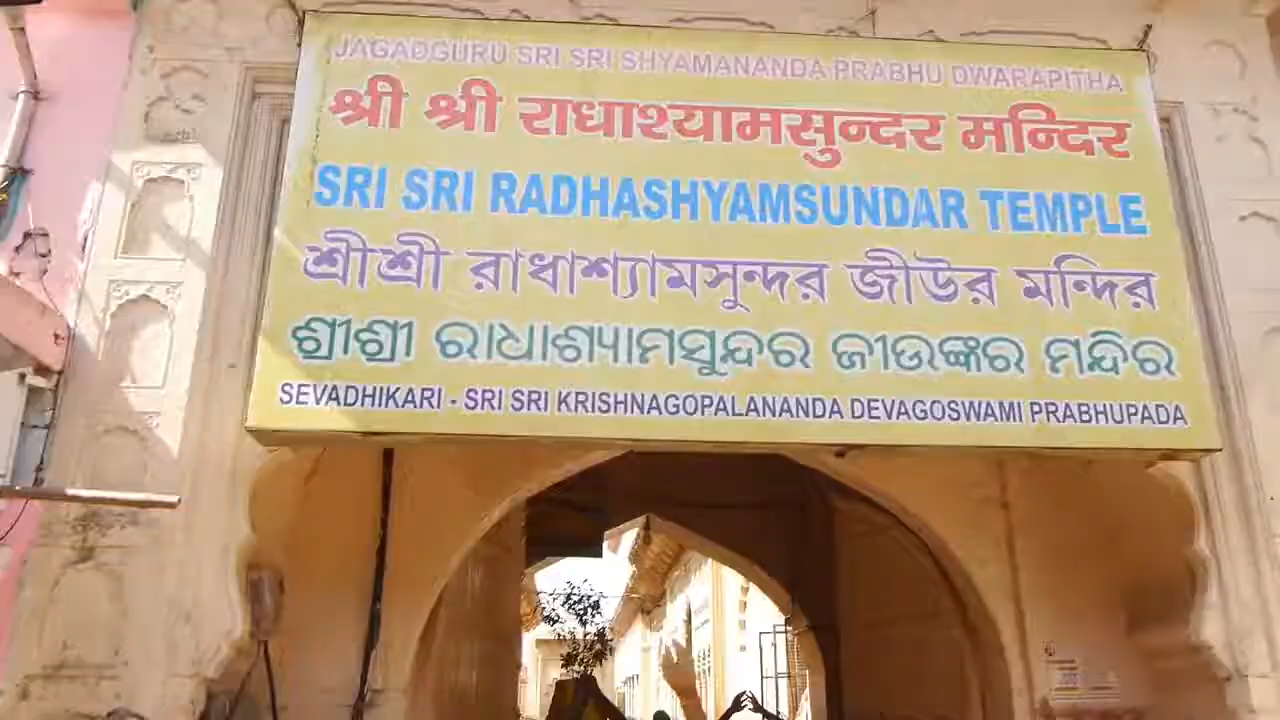 JAGADGURU SRI SRI SHYAMANANDA PRABHU DWARAPITHA
श्री श्री राधाश्यामसुन्दर मन्दिर
SRI SRI RADHASHYAMSUNDAR TEMPLE
শ্রীশ্রী রাধাশ্যামসুন্দর জীউর মন্দির
ଶ୍ରୀଶ୍ରୀ ରାଧାଶ୍ୟାମସୁନ୍ଦର ଜୀଉଙ୍କର ମନ୍ଦିର
SEVADHIKARI - SRI SRI KRISHNAGOPALANANDA DEVAGOSWAMI PRABHUPADA